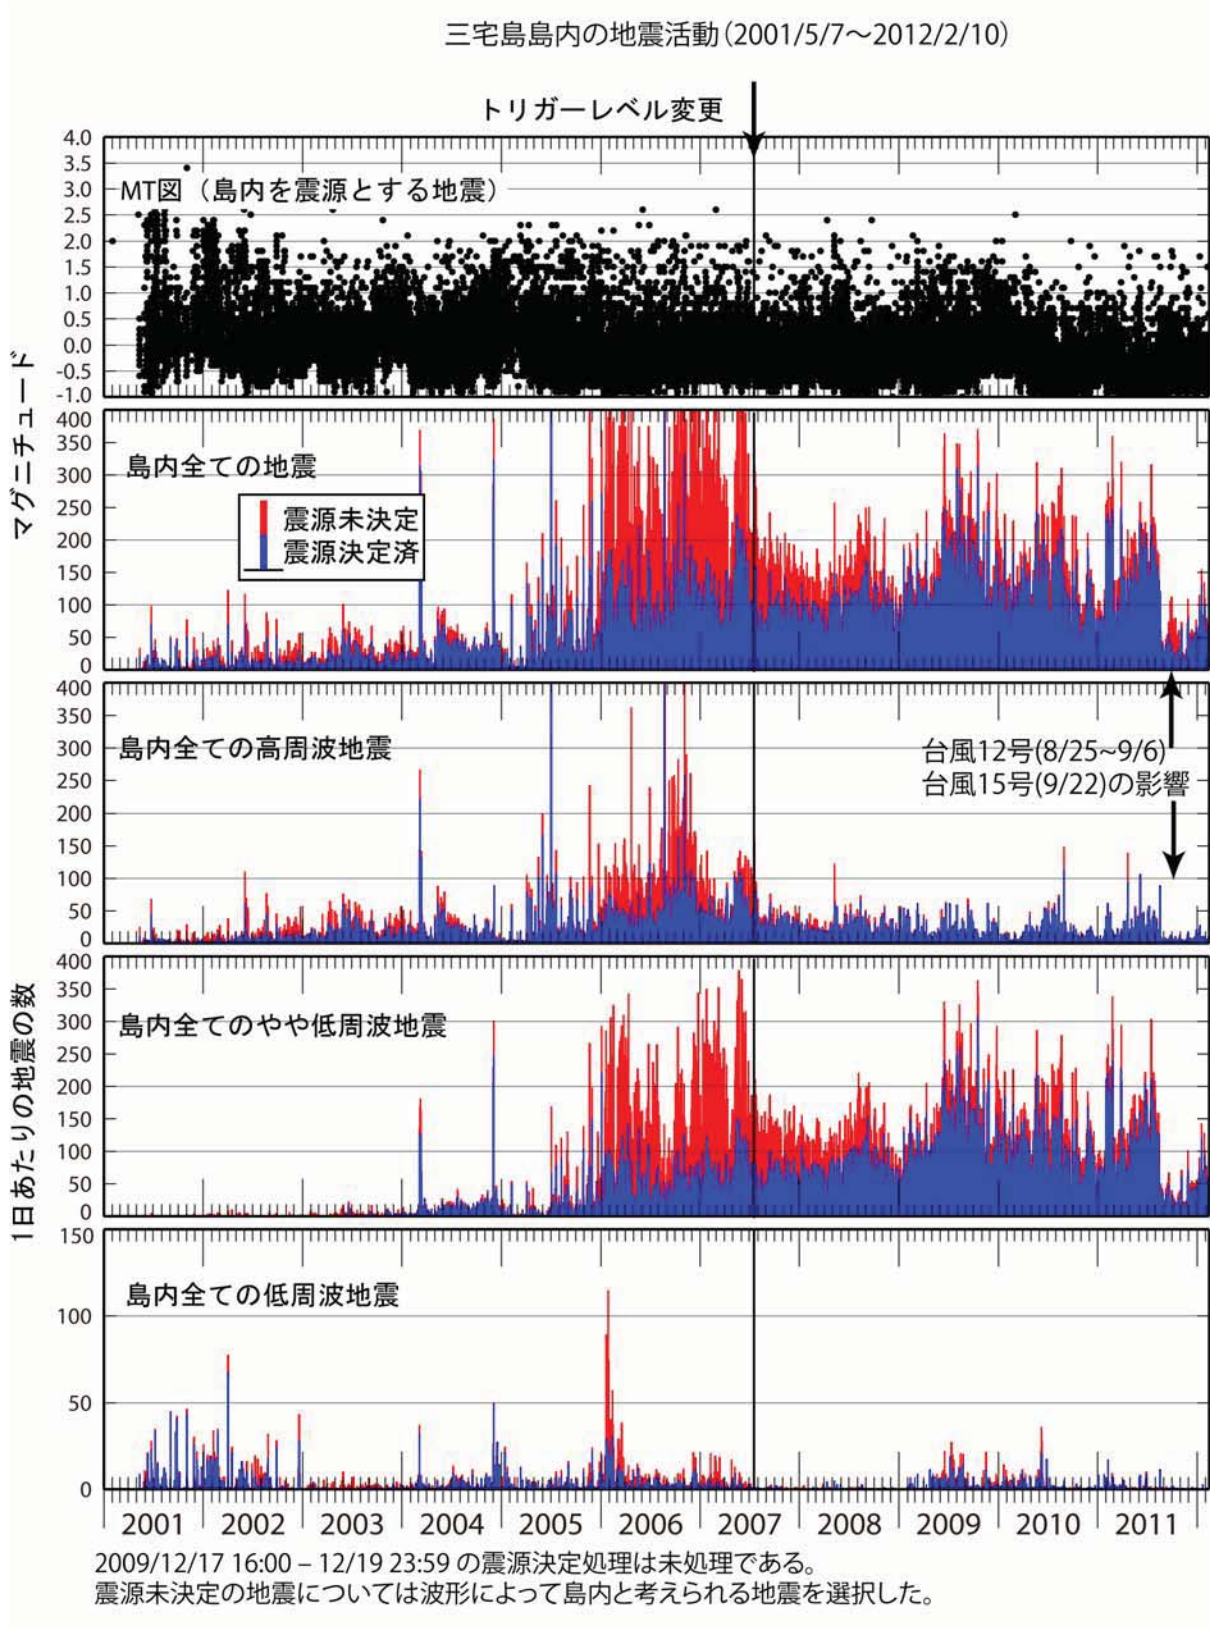 三宅島島内の地震活動(2001/5/7～2012/2/10)
トリガーレベル変更
マグニチュード
4.0
3.5
3.0
2.5
2.0
1.5
1.0
0.5
0.0
-0.5
-1.0
MT図（島内を震源とする地震）
400
350
300
250
200
150
100
50
0
島内全ての地震
震源未決定
震源決定済
400
350
300
250
200
150
100
50
0
島内全ての高周波地震
台風12号(8/25~9/6)
台風15号(9/22)の影響
1日あたりの地震の数
400
350
300
250
200
150
100
50
0
島内全てのやや低周波地震
150
100
50
0
島内全ての低周波地震
2001 2002 2003 2004 2005 2006 2007 2008 2009 2010 2011
2009/12/17 16:00 – 12/19 23:59 の震源決定処理は未処理である。
震源未決定の地震については波形によって島内と考えられる地震を選択した。